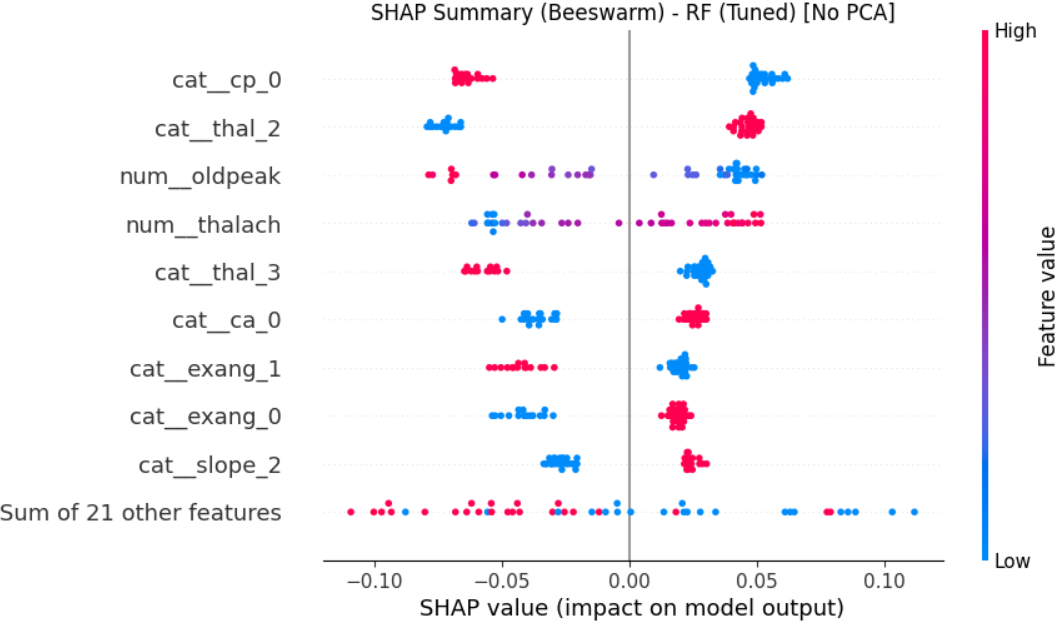 SHAP Summary (Beeswarm) - RF (Tuned) [No PCA]
High
cat__cp_0
cat__thal_2
num__oldpeak
num__thalach
cat__thal_3
cat__ca_0
cat__exang_1
cat__exang_0
cat__slope_2
Sum of 21 other features
Feature value
Low
−0.10 −0.05 0.00 0.05 0.10
SHAP value (impact on model output)